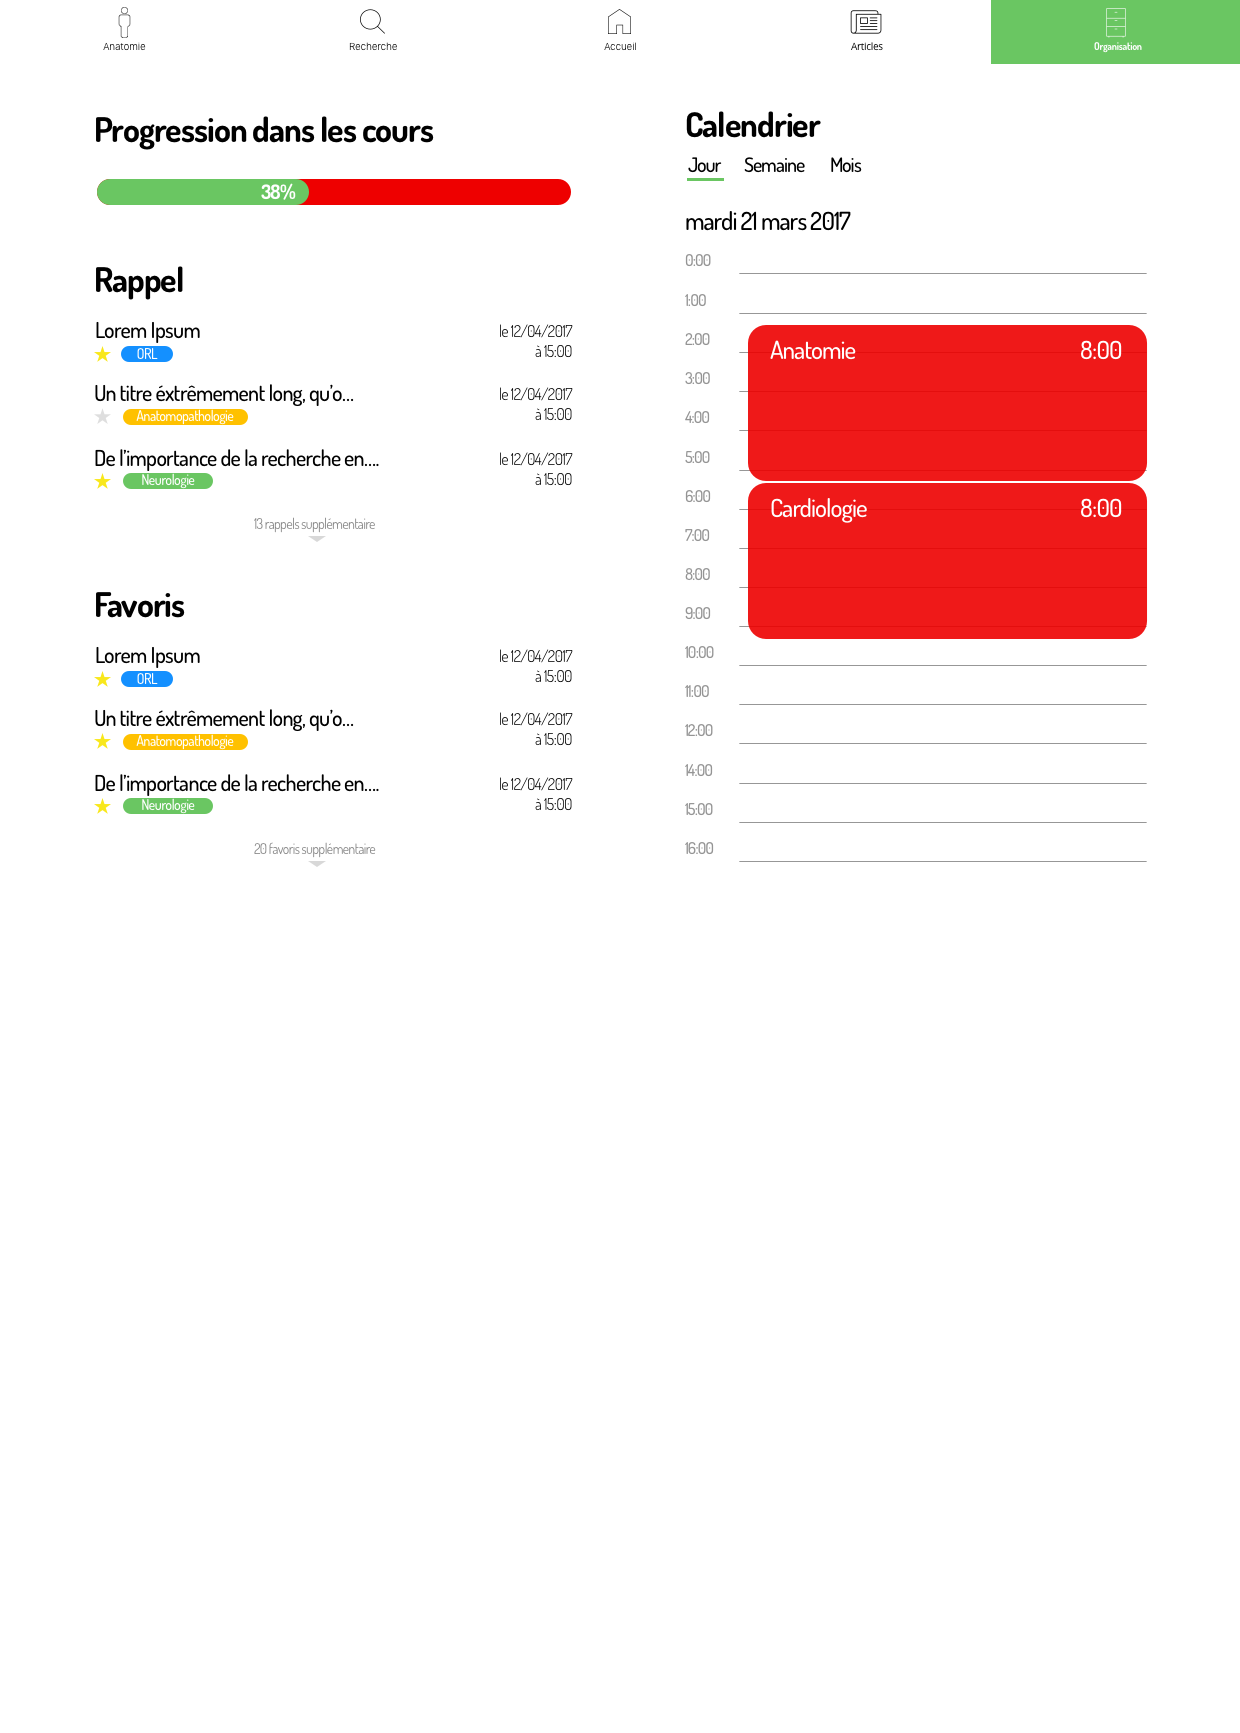 Anatomie
Recherche
Accueil
Articles
Organisation
Progression dans les cours
38%
Rappel
Lorem Ipsum
le 12/04/2017
ORL
à 15:00
Un titre éxtrêmement long, qu'o...
le 12/04/2017
Anatomopathologie
à 15:00
De l'importance de la recherche en....
le 12/04/2017
Neurologie
à 15:00
13 rappels supplémentaire
Favoris
Lorem Ipsum
le 12/04/2017
ORL
à 15:00
Un titre éxtrêmement long, qu'o...
le 12/04/2017
Anatomopathologie
à 15:00
De l'importance de la recherche en....
le 12/04/2017
Neurologie
à 15:00
20 favoris supplémentaire
Calendrier
Jour Semaine Mois
mardi 21 mars 2017
0:00
1:00
2:00
Anatomie 8:00
3:00
4:00
5:00
6:00
Cardiologie 8:00
7:00
8:00
9:00
10:00
11:00
12:00
14:00
15:00
16:00